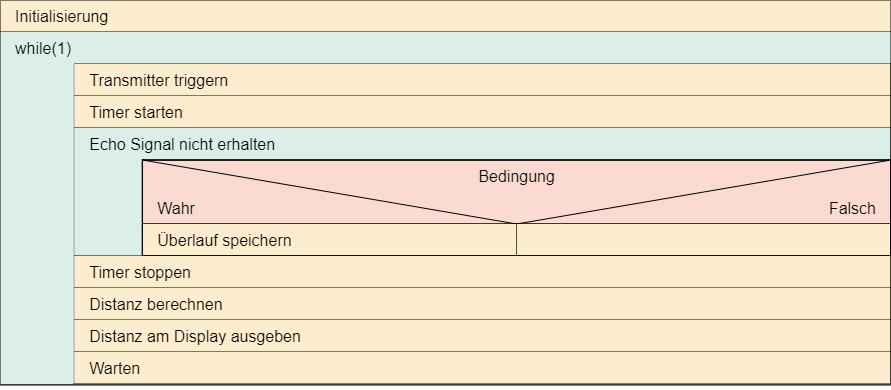 Initialisierung
while(1)
Transmitter triggern
Timer starten
Echo Signal nicht erhalten
Bedingung
Wahr
Falsch
Überlauf speichern
Timer stoppen
Distanz berechnen
Distanz am Display ausgeben
Warten